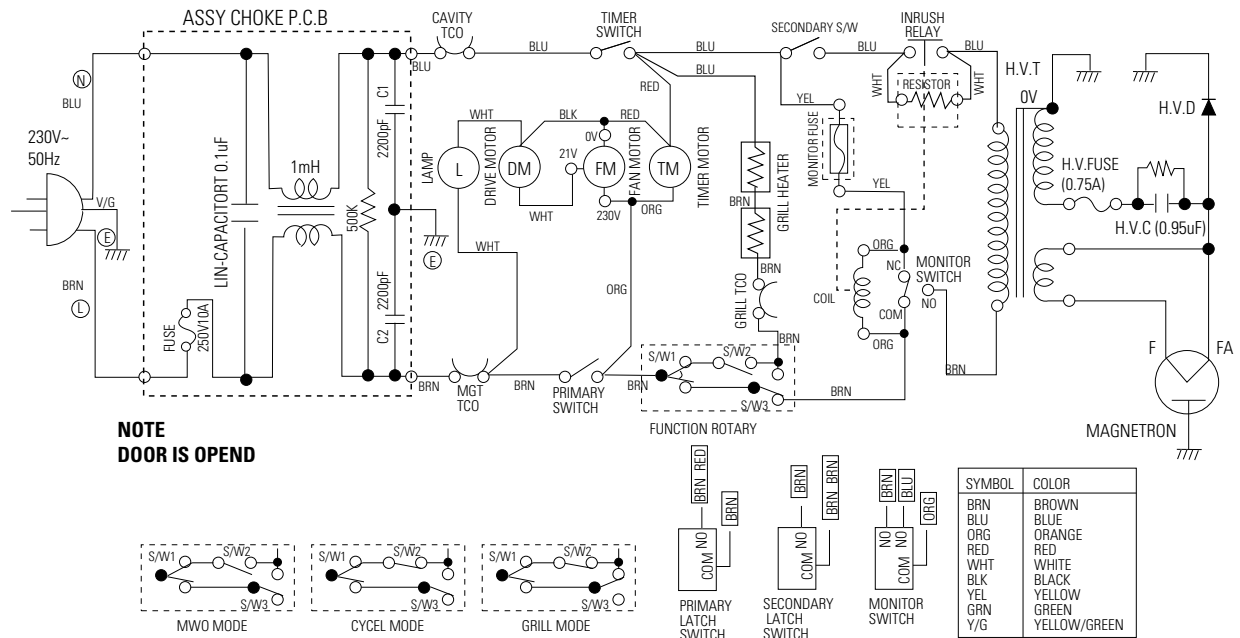 ASSY CHOKE P.C.B
CAVITY
TCO
TIMER
SWITCH
SECONDARY S/W
INRUSH
RELAY
BLU
BLU
BLU
BLU
BLU
BLU
H.V.T
0V
H.V.D
N
BLU
230V~
50Hz
V/G
E
BRN
L
LIN-CAPACITORT 0.1uF
1mH
500K
C1
2200pF
2200pF
C2
E
FUSE
250V10A
WHT
BLK
RED
RED
0V
21V
LAMP
L
DRIVE MOTOR
DM
FM
FAN MOTOR
TM
TIMER MOTOR
WHT
230V
ORG
WHT
ORG
GRILL HEATER
BRN
BRN
GRILL TCO
BRN
YEL
MONITOR FUSE
YEL
WHT
RESISTOR
WHT
ORG
NC
MONITOR
SWITCH
NO
COIL
COM
ORG
BRN
H.V.FUSE
(0.75A)
H.V.C (0.95uF)
F
FA
MAGNETRON
BRN
MGT
TCO
BRN
PRIMARY
SWITCH
BRN
S/W1
S/W2
S/W3
BRN
FUNCTION ROTARY
NOTE
DOOR IS OPEND
S/W1
S/W2
S/W3
MWO MODE
S/W1
S/W2
S/W3
CYCEL MODE
S/W1
S/W2
S/W3
GRILL MODE
BRN RED
BRN
COM NO
PRIMARY
LATCH
SWITCH
BRN
BRN BRN
COM NO
SECONDARY
LATCH
SWITCH
BRN
BLU
ORG
NO
COM NO
MONITOR
SWITCH
SYMBOL COLOR
BRN BROWN
BLU BLUE
ORG ORANGE
RED RED
WHT WHITE
BLK BLACK
YEL YELLOW
GRN GREEN
Y/G YELLOW/GREEN